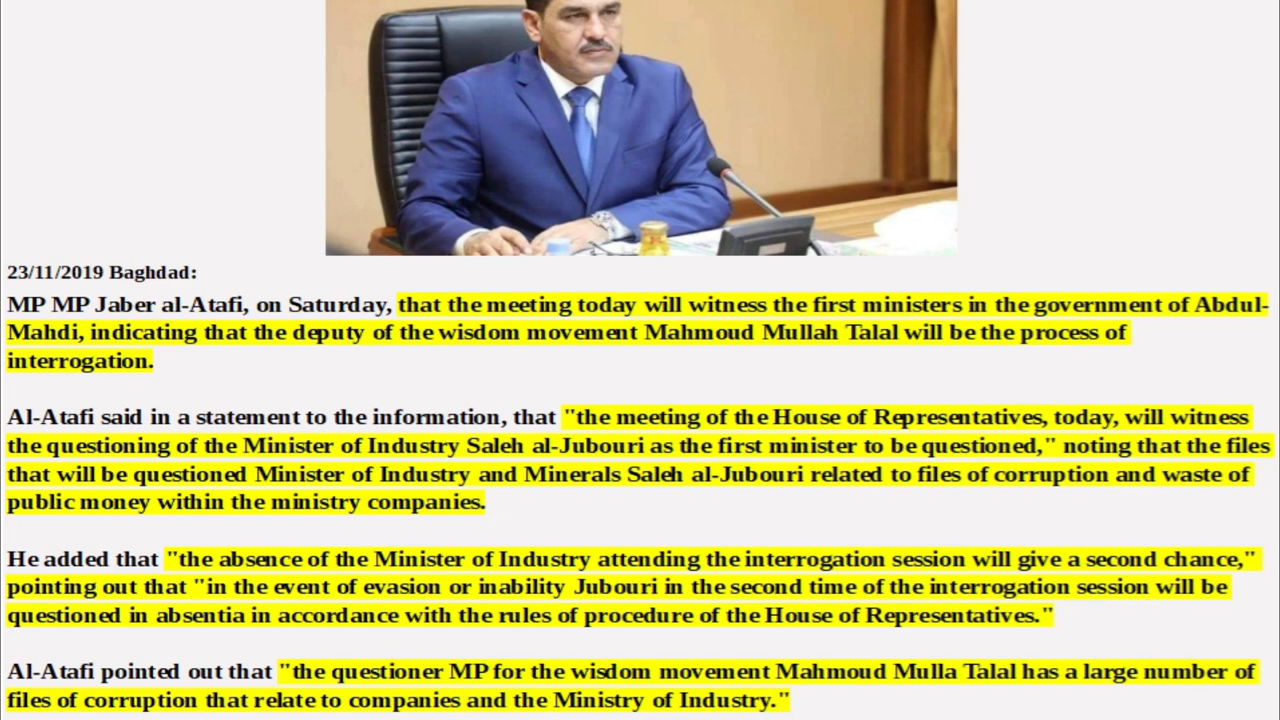 23/11/2019 Baghdad:
MP MP Jaber al-Atafi, on Saturday, that the meeting today will witness the first ministers in the government of Abdul-
Mahdi, indicating that the deputy of the wisdom movement Mahmoud Mullah Talal will be the process of
interrogation.
Al-Atafi said in a statement to the information, that "the meeting of the House of Representatives, today, will witness
the questioning of the Minister of Industry Saleh al-Jubouri as the first minister to be questioned," noting that the files
that will be questioned Minister of Industry and Minerals Saleh al-Jubouri related to files of corruption and waste of
public money within the ministry companies.
He added that "the absence of the Minister of Industry attending the interrogation session will give a second chance,"
pointing out that "in the event of evasion or inability Jubouri in the second time of the interrogation session will be
questioned in absentia in accordance with the rules of procedure of the House of Representatives."
Al-Atafi pointed out that "the questioner MP for the wisdom movement Mahmoud Mulla Talal has a large number of
files of corruption that relate to companies and the Ministry of Industry."